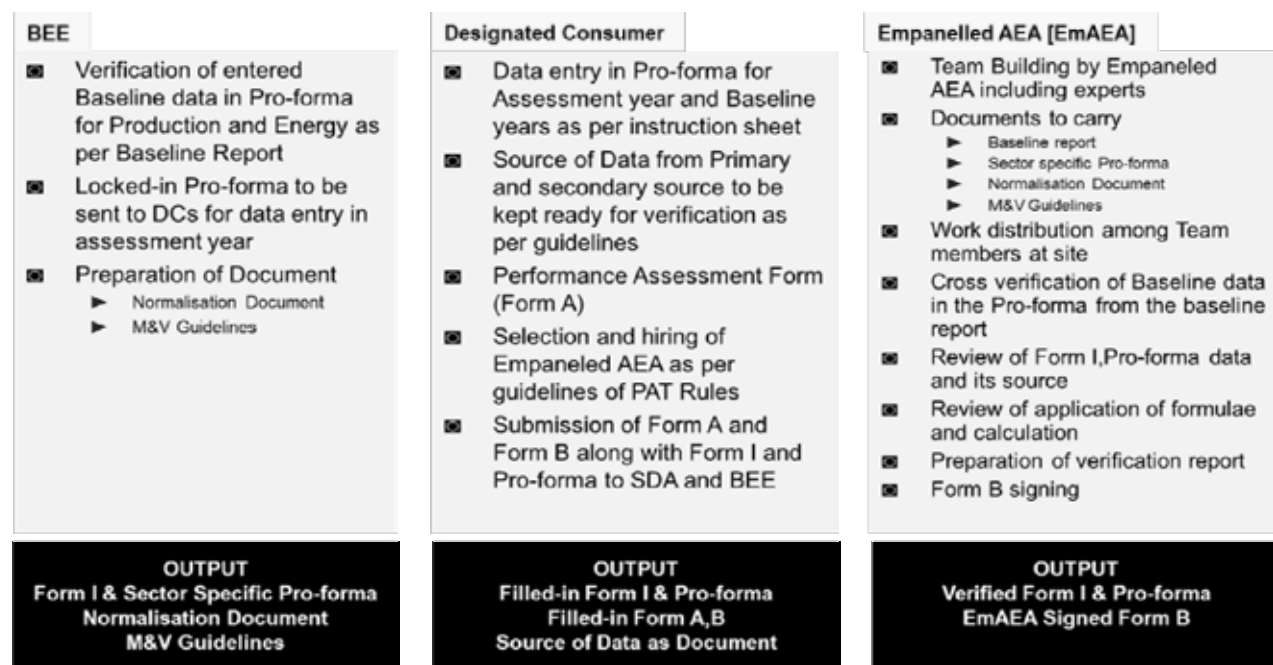 BEE
Verification of entered
Baseline data in Pro-forma
for Production and Energy as
per Baseline Report
Locked-in Pro-forma to be
sent to DCs for data entry in
assessment year
Preparation of Document
Normalisation Document
M&V Guidelines
OUTPUT
Form I & Sector Specific Pro-forma
Normalisation Document
M&V Guidelines
Designated Consumer
Data entry in Pro-forma for
Assessment year and Baseline
years as per instruction sheet
Source of Data from Primary
and secondary source to be
kept ready for verification as
per guidelines
Performance Assessment Form
(Form A)
Selection and hiring of
Empaneled AEA as per
guidelines of PAT Rules
Submission of Form A and
Form B along with Form I and
Pro-forma to SDA and BEE
OUTPUT
Filled-in Form I & Pro-forma
Filled-in Form A,B
Source of Data as Document
Empanelled AEA [EmAEA]
Team Building by Empaneled
AEA including experts
Documents to carry
Baseline report
Sector specific Pro-forma
Normalisation Document
M&V Guidelines
Work distribution among Team
members at site
Cross verification of Baseline data
in the Pro-forma from the baseline
report
Review of Form I,Pro-forma data
and its source
Review of application of formulae
and calculation
Preparation of verification report
Form B signing
OUTPUT
Verified Form I & Pro-forma
EmAEA Signed Form B